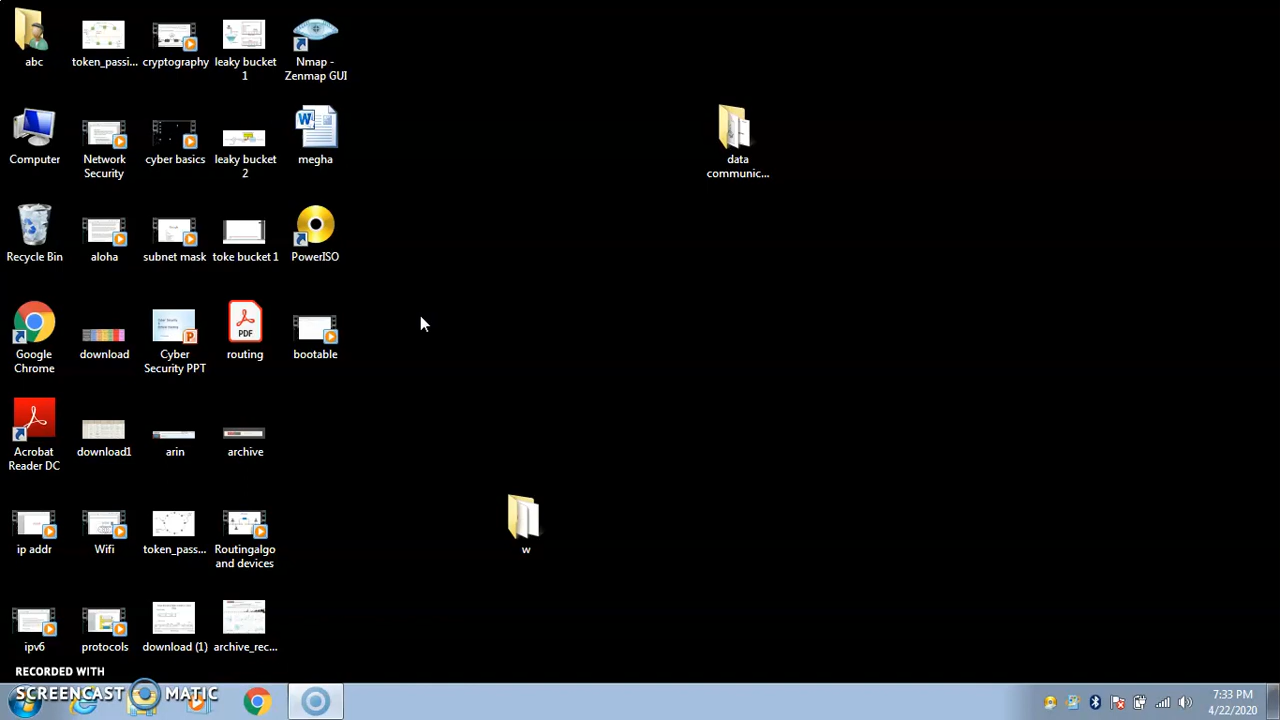 abc
token_passi...
cryptography
leaky bucket
1
Nmap -
Zenmap GUI
Computer
Network
Security
cyber basics
leaky bucket
2
megha
data
communic...
Recycle Bin
aloha
subnet mask
toke bucket 1
PowerISO
Google
Chrome
download
Cyber
Security PPT
PDF
routing
bootable
Acrobat
Reader DC
download1
arin
archive
ip addr
Wifi
token_pass...
Routingalgo
and devices
w
ipv6
protocols
download (1)
archive_rec...
RECORDED WITH
SCREENCAST MATIC
7:33 PM
4/22/2020